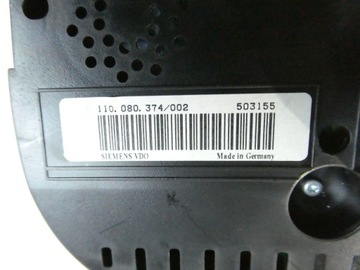 110.080.374/002 503155
SIEMENS VDO Made in Germany